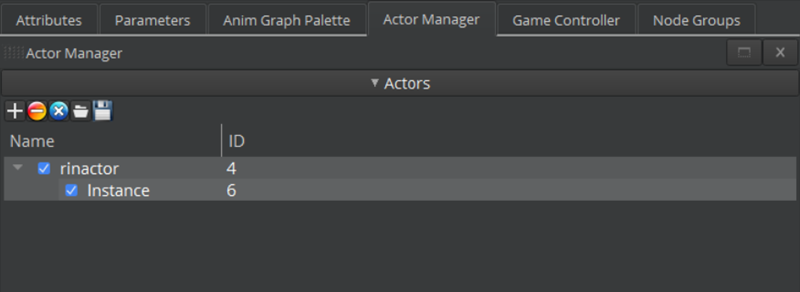 Attributes Parameters Anim Graph Palette Actor Manager Game Controller Node Groups
Actor Manager
Actors
Name ID
rinactor 4
Instance 6